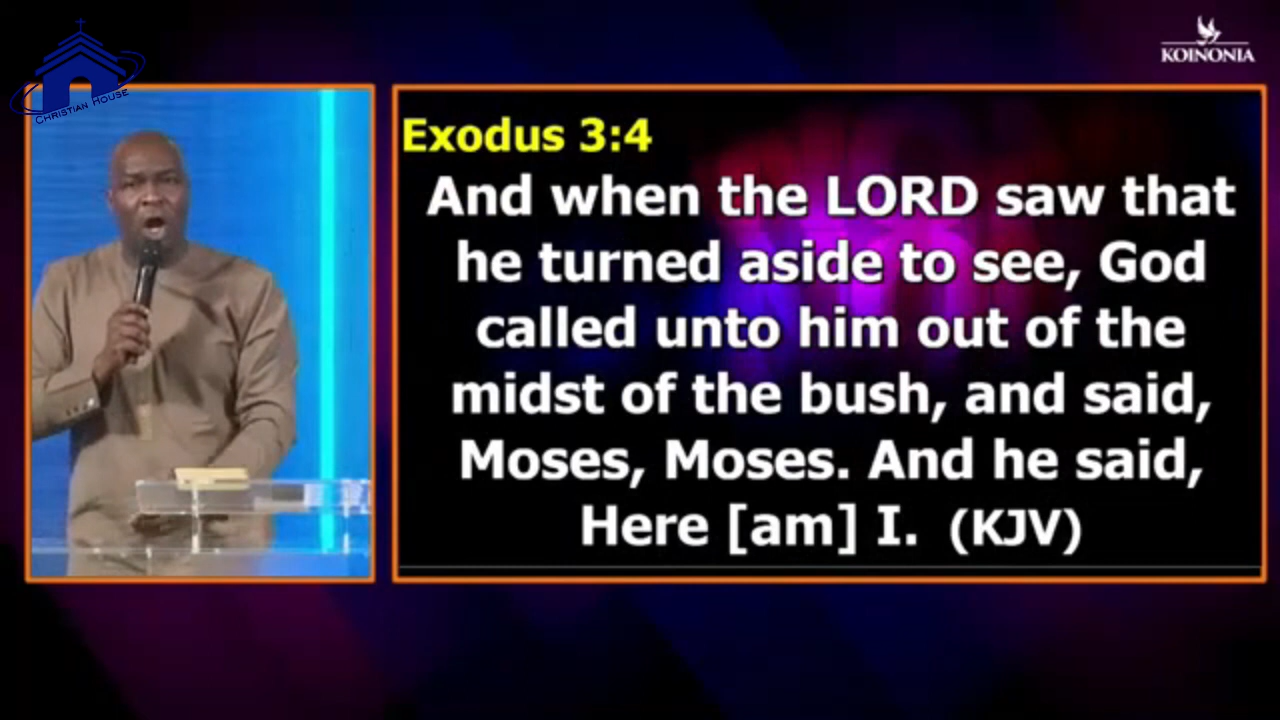 CHRISTIAN HOUSE
KOINONIA
Exodus 3:4
And when the LORD saw that
he turned aside to see, God
called unto him out of the
midst of the bush, and said,
Moses, Moses. And he said,
Here [am] I. (KJV)